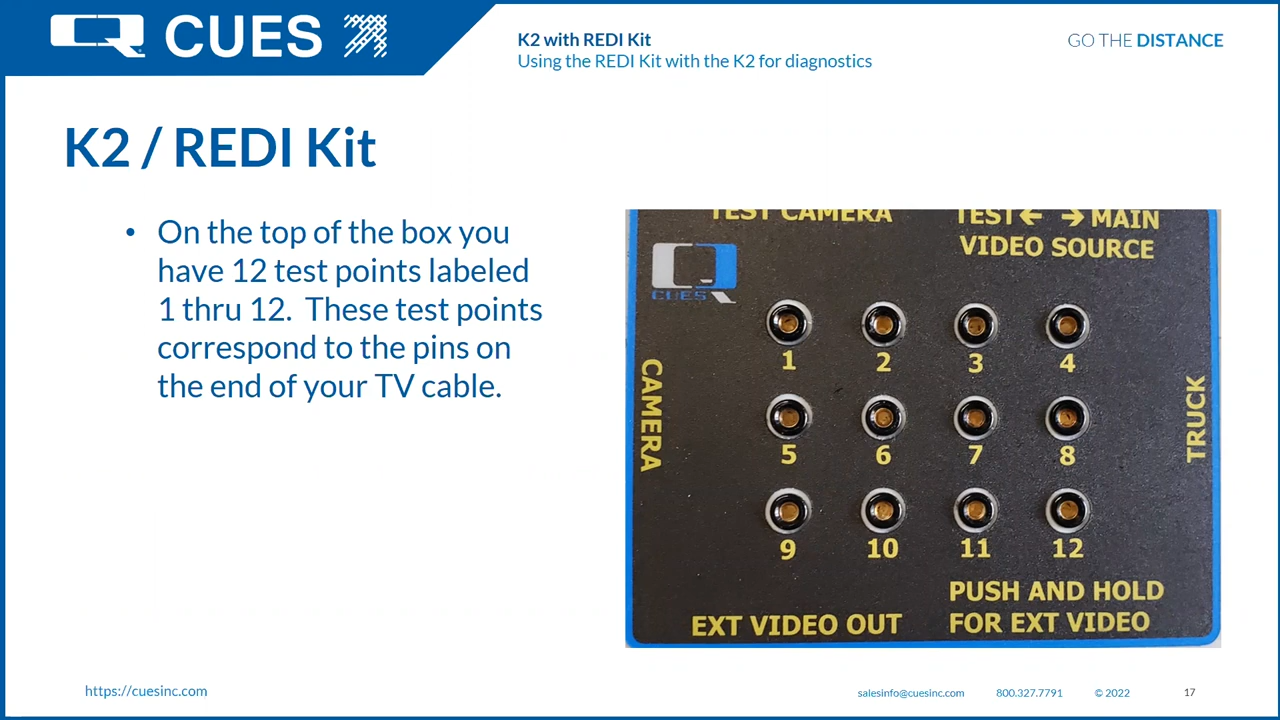 CUES
K2 with REDI Kit
Using the REDI Kit with the K2 for diagnostics
GO THE DISTANCE
K2 / REDI Kit
• On the top of the box you
have 12 test points labeled
1 thru 12. These test points
correspond to the pins on
the end of your TV cable.
TEST CAMERA
TEST← →MAIN
VIDEO SOURCE
CUES
1 2 3 4
CAMERA
TRUCK
5 6 7 8
9 10 11 12
EXT VIDEO OUT
PUSH AND HOLD
FOR EXT VIDEO
https://cuesinc.com
salesinfo@cuesinc.com 800.327.7791 © 2022 17